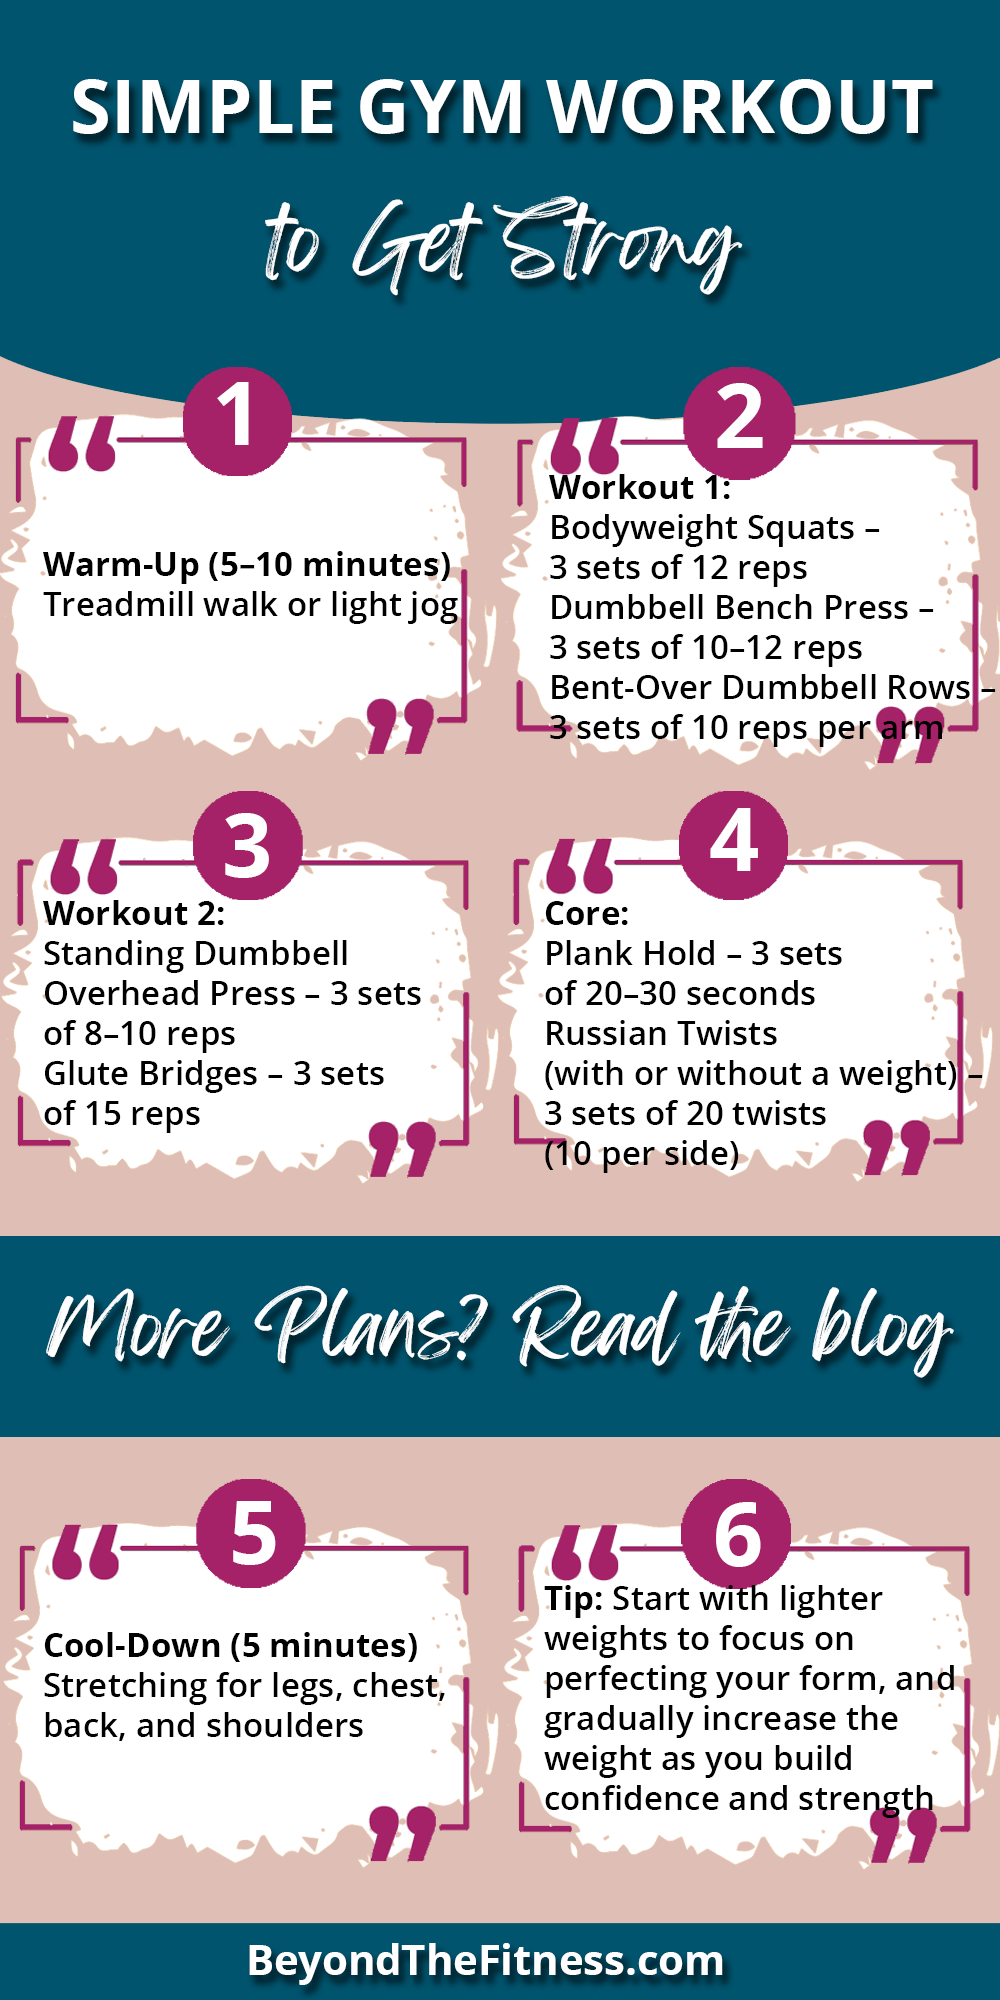 SIMPLE GYM WORKOUT
to Get Strong
1
Warm-Up (5–10 minutes)
Treadmill walk or light jog
2
Workout 1:
Bodyweight Squats –
3 sets of 12 reps
Dumbbell Bench Press –
3 sets of 10–12 reps
Bent-Over Dumbbell Rows –
3 sets of 10 reps per arm
3
Workout 2:
Standing Dumbbell
Overhead Press – 3 sets
of 8–10 reps
Glute Bridges – 3 sets
of 15 reps
4
Core:
Plank Hold – 3 sets
of 20–30 seconds
Russian Twists
(with or without a weight) –
3 sets of 20 twists
(10 per side)
More Plans? Read the blog
5
Cool-Down (5 minutes)
Stretching for legs, chest,
back, and shoulders
6
Tip: Start with lighter
weights to focus on
perfecting your form, and
gradually increase the
weight as you build
confidence and strength
BeyondTheFitness.com